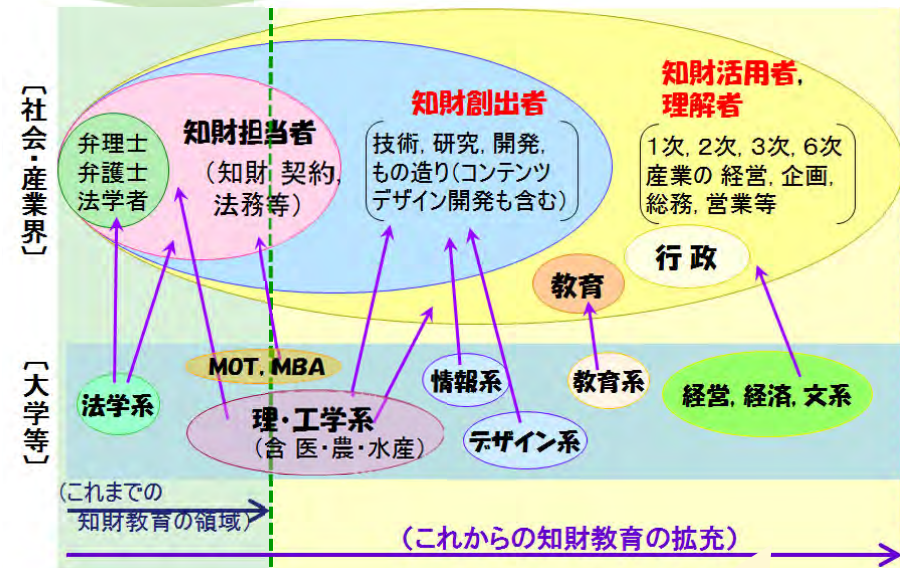 ［社会・産業界］
弁理士
弁護士
法学者
知財担当者
（知財, 契約,
法務等）
知財創出者
技術, 研究, 開発,
もの造り(コンテンツ
デザイン開発も含む)
知財活用者,
理解者
1次, 2次, 3次, 6次
産業の 経営, 企画,
総務, 営業等
行 政
教育
［大学等］
法学系
MOT, MBA
理・工学系
（含 医・農・水産）
情報系
デザイン系
教育系
経営, 経済, 文系
(これまでの
知財教育の領域)
(これからの知財教育の拡充)